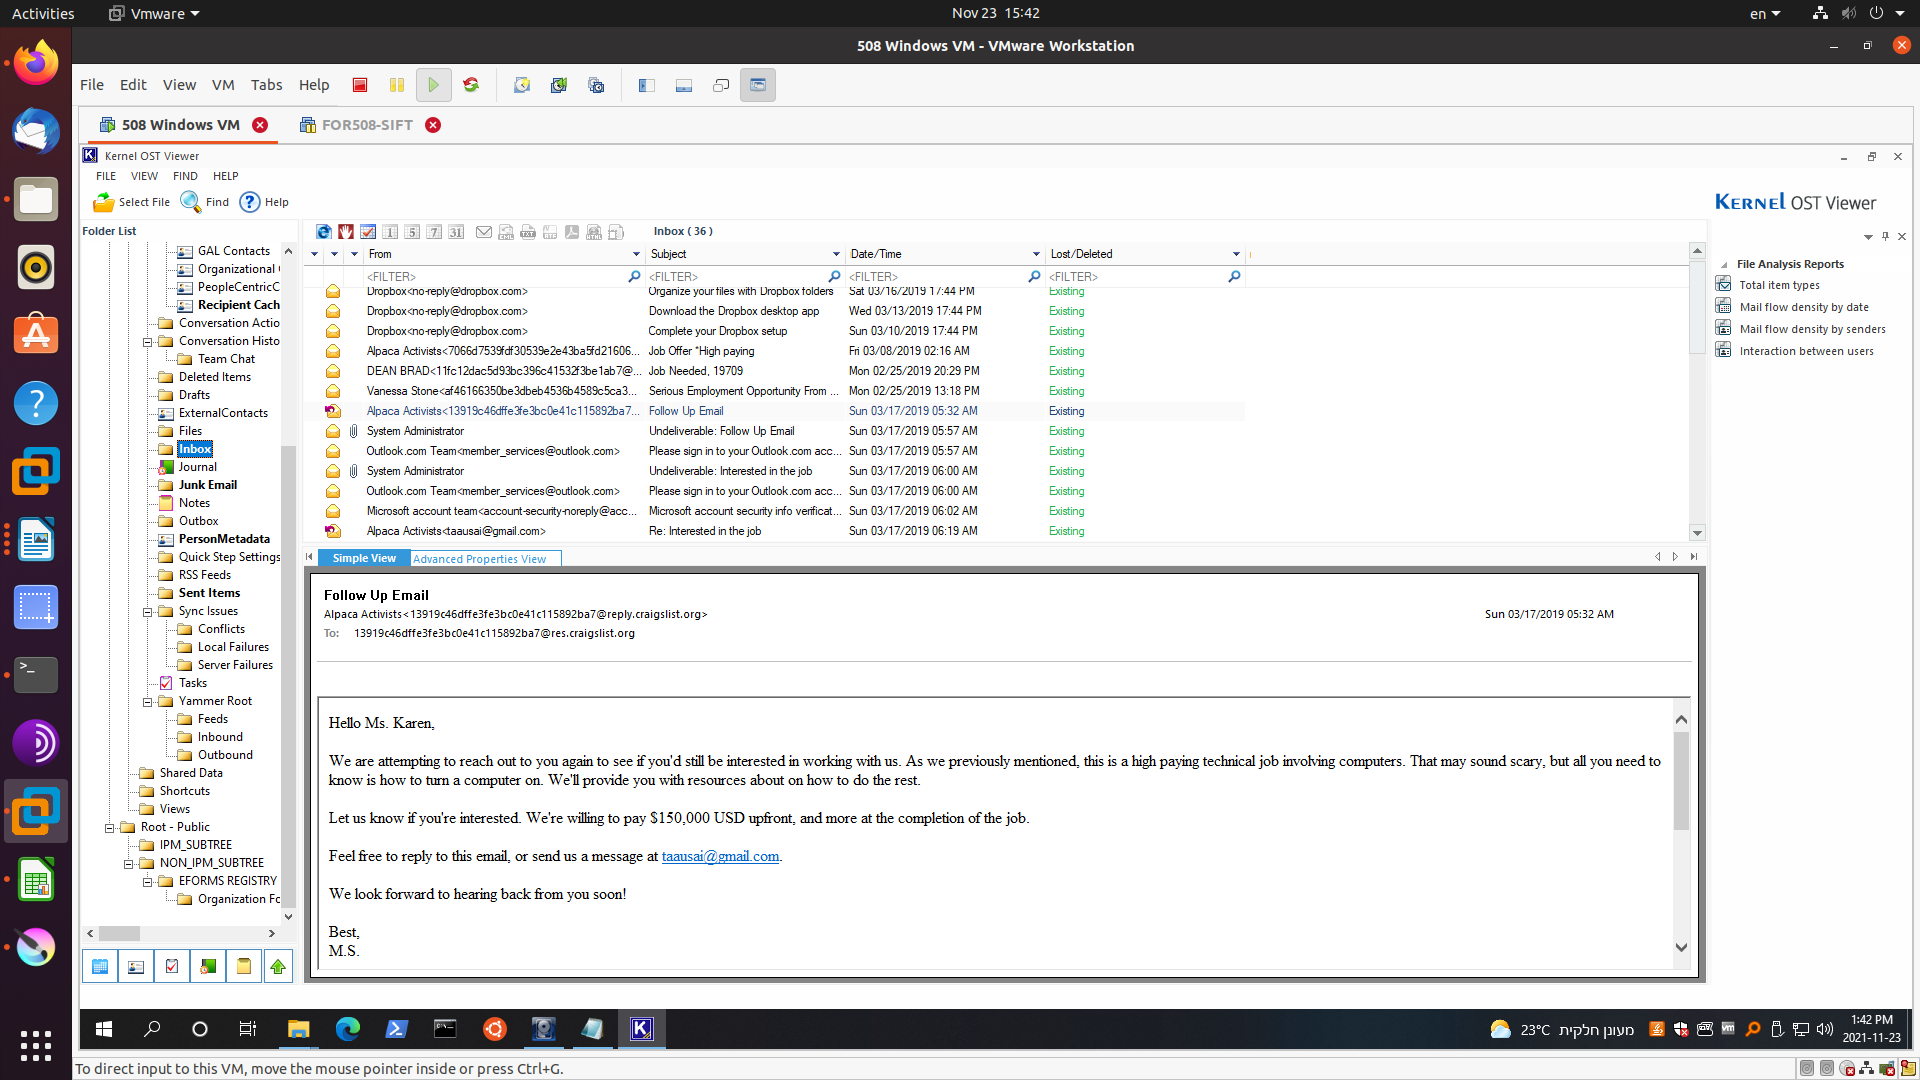 Activities
Vmware
Nov 23 15:42
en
508 Windows VM - VMware Workstation
File Edit View VM Tabs Help
508 Windows VM
FOR508-SIFT
Kernel OST Viewer
FILE VIEW FIND HELP
Select File Find Help
KERNEL OST Viewer
Folder List
GAL Contacts
Organizational
PeopleCentricC
Recipient Cach
Conversation Actio
Conversation Histo
Team Chat
Deleted Items
Drafts
ExternalContacts
Files
Inbox
Journal
Junk Email
Notes
Outbox
PersonMetadata
Quick Step Settings
RSS Feeds
Sent Items
Sync Issues
Conflicts
Local Failures
Server Failures
Tasks
Yammer Root
Feeds
Inbound
Outbound
Shared Data
Shortcuts
Views
Root - Public
IPM_SUBTREE
NON_IPM_SUBTREE
EFORMS REGISTRY
Organization Fo
1 5 7 31
Inbox ( 36 )
From Subject Date/Time Lost/Deleted
<FILTER> <FILTER> <FILTER> <FILTER>
Dropbox<no-reply@dropbox.com> Organize your files with Dropbox folders Sat 03/16/2019 17:44 PM Existing
Dropbox<no-reply@dropbox.com> Download the Dropbox desktop app Wed 03/13/2019 17:44 PM Existing
Dropbox<no-reply@dropbox.com> Complete your Dropbox setup Sun 03/10/2019 17:44 PM Existing
Alpaca Activists<7066d7539fdf30539e2e43ba5fd21606... Job Offer *High paying Fri 03/08/2019 02:16 AM Existing
DEAN BRAD<11fc12dac5d93bc396c41532f3be1ab7@... Job Needed, 19709 Mon 02/25/2019 20:29 PM Existing
Vanessa Stone<af46166350be3dbeb4536b4589c5ca3... Serious Employment Opportunity From ... Mon 02/25/2019 13:18 PM Existing
Alpaca Activists<13919c46dffe3fe3bc0e41c115892ba7... Follow Up Email Sun 03/17/2019 05:32 AM Existing
System Administrator Undeliverable: Follow Up Email Sun 03/17/2019 05:57 AM Existing
Outlook.com Team<member_services@outlook.com> Please sign in to your Outlook.com acc... Sun 03/17/2019 05:57 AM Existing
System Administrator Undeliverable: Interested in the job Sun 03/17/2019 06:00 AM Existing
Outlook.com Team<member_services@outlook.com> Please sign in to your Outlook.com acc... Sun 03/17/2019 06:00 AM Existing
Microsoft account team<account-security-noreply@acc... Microsoft account security info verificat... Sun 03/17/2019 06:02 AM Existing
Alpaca Activists<taausai@gmail.com> Re: Interested in the job Sun 03/17/2019 06:19 AM Existing
File Analysis Reports
Total item types
Mail flow density by date
Mail flow density by senders
Interaction between users
Simple View Advanced Properties View
Follow Up Email
Alpaca Activists<13919c46dffe3fe3bc0e41c115892ba7@reply.craigslist.org> Sun 03/17/2019 05:32 AM
To: 13919c46dffe3fe3bc0e41c115892ba7@res.craigslist.org
Hello Ms. Karen,
We are attempting to reach out to you again to see if you'd still be interested in working with us. As we previously mentioned, this is a high paying technical job involving computers. That may sound scary, but all you need to
know is how to turn a computer on. We'll provide you with resources about on how to do the rest.
Let us know if you're interested. We're willing to pay $150,000 USD upfront, and more at the completion of the job.
Feel free to reply to this email, or send us a message at taausai@gmail.com.
We look forward to hearing back from you soon!
Best,
M.S.
23°C מעונן חלקית
1:42 PM
2021-11-23
To direct input to this VM, move the mouse pointer inside or press Ctrl+G.